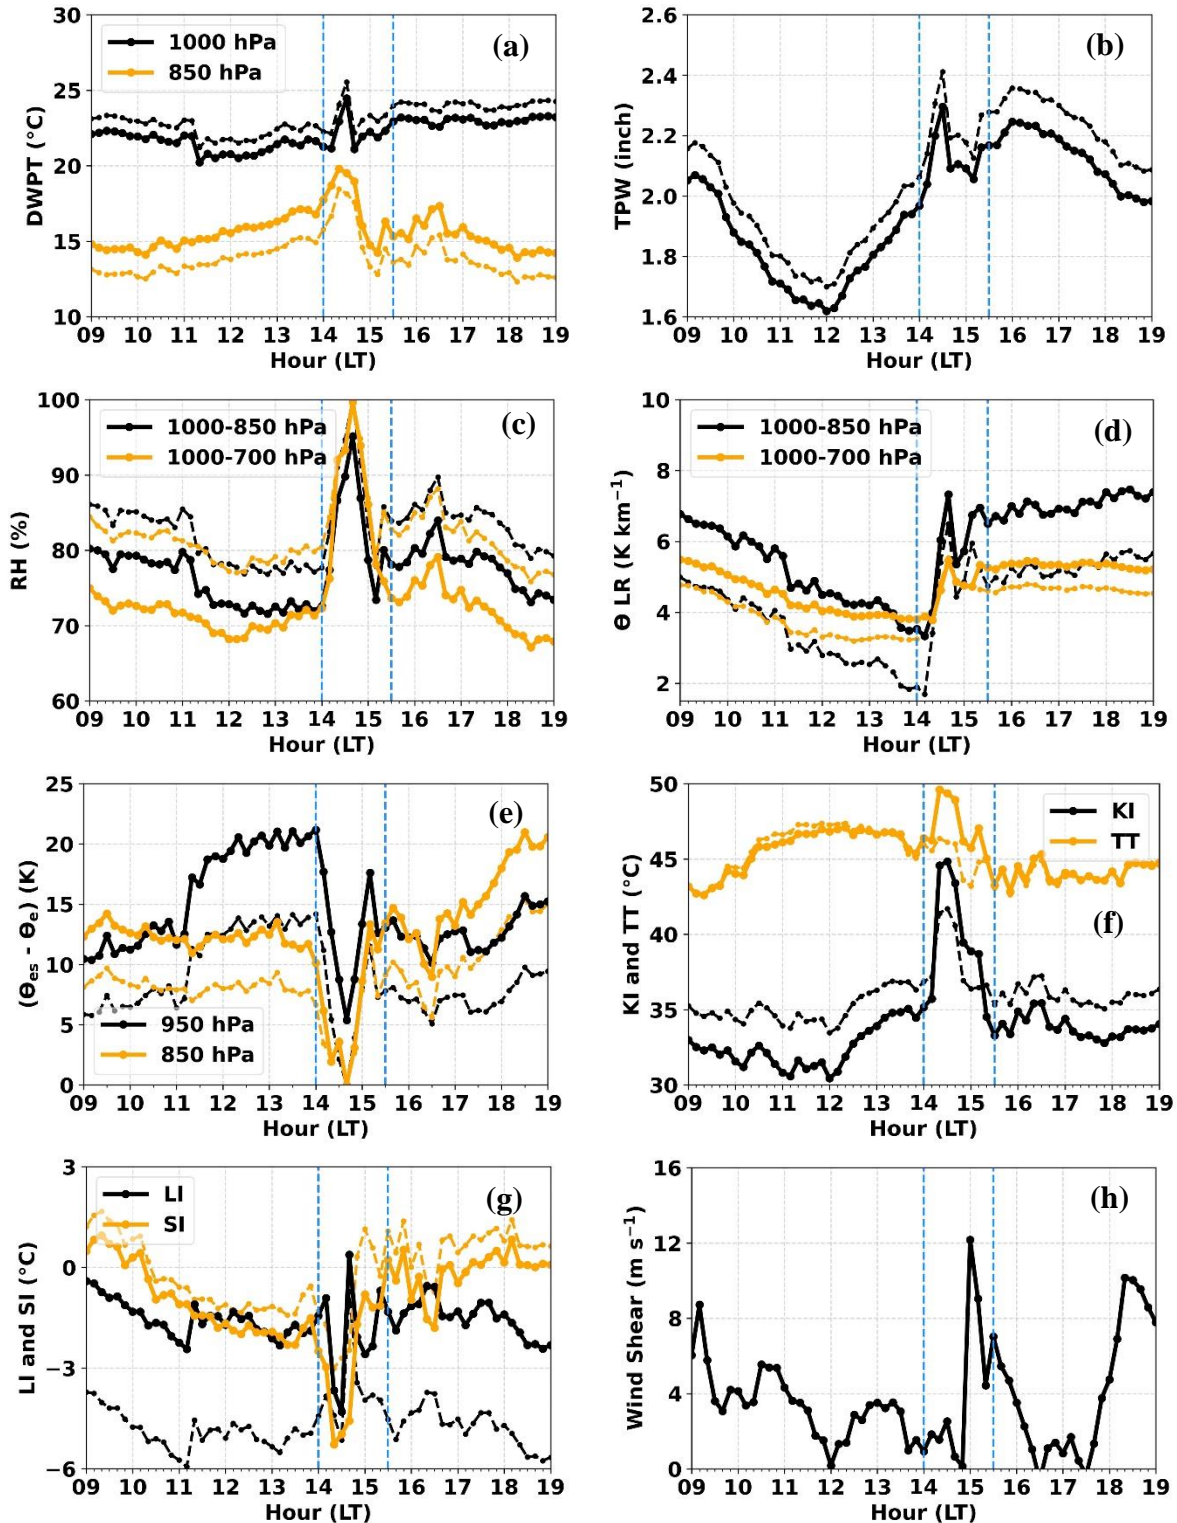 (a)
1000 hPa
850 hPa
DWPT (°C)
30
25
20
15
10
09 10 11 12 13 14 15 16 17 18 19
Hour (LT)
(b)
TPW (inch)
2.6
2.4
2.2
2.0
1.8
1.6
09 10 11 12 13 14 15 16 17 18 19
Hour (LT)
(c)
1000-850 hPa
1000-700 hPa
RH (%)
100
90
80
70
60
09 10 11 12 13 14 15 16 17 18 19
Hour (LT)
(d)
1000-850 hPa
1000-700 hPa
Θ LR (K km⁻¹)
10
8
6
4
2
09 10 11 12 13 14 15 16 17 18 19
Hour (LT)
(e)
950 hPa
850 hPa
(Θes - Θe) (K)
25
20
15
10
5
0
09 10 11 12 13 14 15 16 17 18 19
Hour (LT)
(f)
KI
TT
KI and TT (°C)
50
45
40
35
30
09 10 11 12 13 14 15 16 17 18 19
Hour (LT)
(g)
LI
SI
LI and SI (°C)
3
0
−3
−6
09 10 11 12 13 14 15 16 17 18 19
Hour (LT)
(h)
Wind Shear (m s⁻¹)
16
12
8
4
0
09 10 11 12 13 14 15 16 17 18 19
Hour (LT)